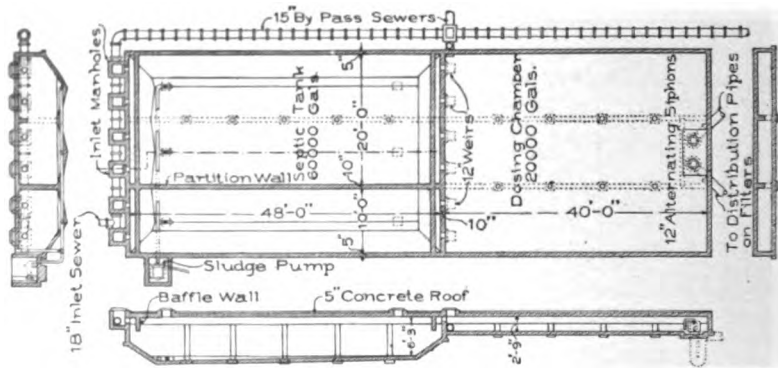 15" By Pass Sewers
Inlet Manholes
18" Inlet Sewer
5"
Septic Tank
60000 Gals.
20'-0"
10"
Partition Wall
48'-0"
10'-0"
5"
12" Weirs
Dosing Chamber
20000 Gals.
10"
40'-0"
12" Alternating Siphons
To Distribution Pipes
on Filters
Sludge Pump
Baffle Wall
5" Concrete Roof
6'-3"
2'-9"